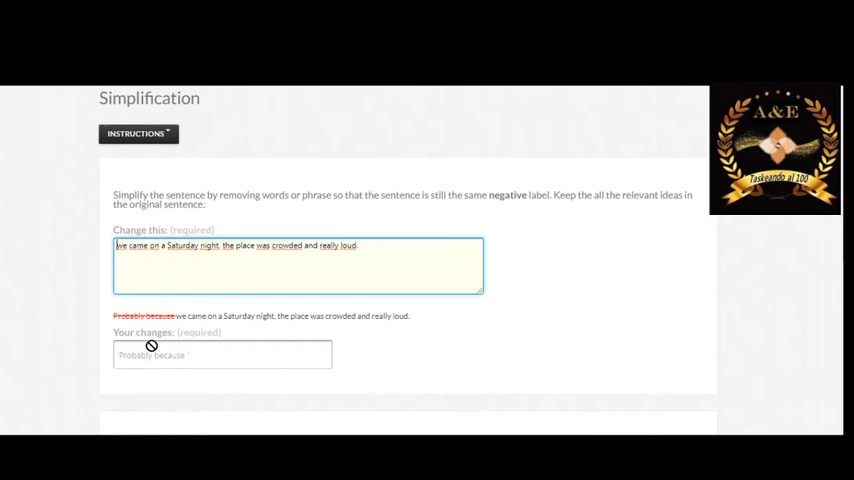 Simplification
INSTRUCTIONS
Simplify the sentence by removing words or phrase so that the sentence is still the same negative label. Keep the all the relevant ideas in
the original sentence:
Change this: (required)
we came on a Saturday night, the place was crowded and really loud.
Probably because we came on a Saturday night, the place was crowded and really loud.
Your changes: (required)
'Probably because '
A&E
Taskeando al 100